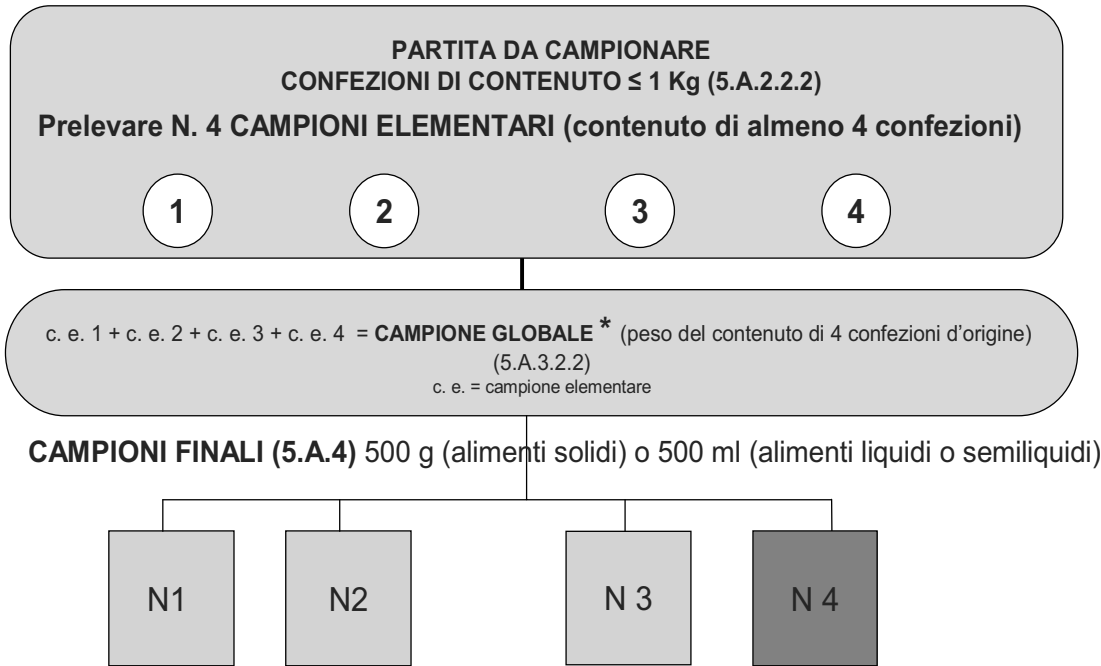 PARTITA DA CAMPIONARE
CONFEZIONI DI CONTENUTO ≤ 1 Kg (5.A.2.2.2)
Prelevare N. 4 CAMPIONI ELEMENTARI (contenuto di almeno 4 confezioni)
1 2 3 4
c. e. 1 + c. e. 2 + c. e. 3 + c. e. 4 = CAMPIONE GLOBALE * (peso del contenuto di 4 confezioni d'origine)
(5.A.3.2.2)
c. e. = campione elementare
CAMPIONI FINALI (5.A.4) 500 g (alimenti solidi) o 500 ml (alimenti liquidi o semiliquidi)
N1 N2 N 3 N 4